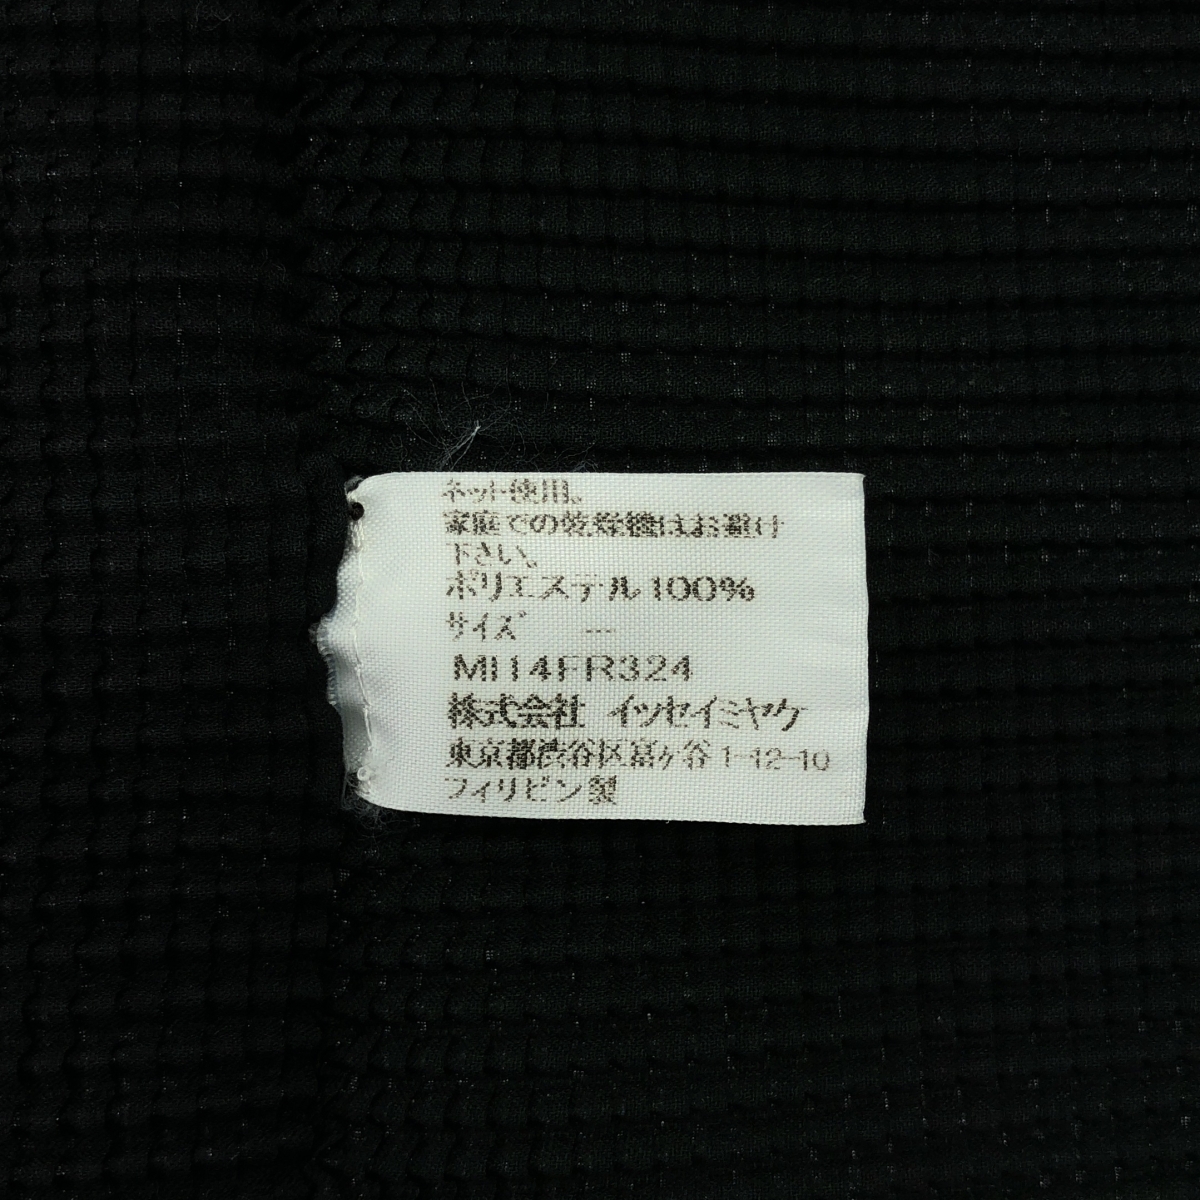 ネット使用。
家庭での乾燥機はお避け
下さい。
ポリエステル100%
サイズ ---
MI14FR324
株式会社 イッセイミヤケ
東京都渋谷区富ヶ谷1-12-10
フィリピン製